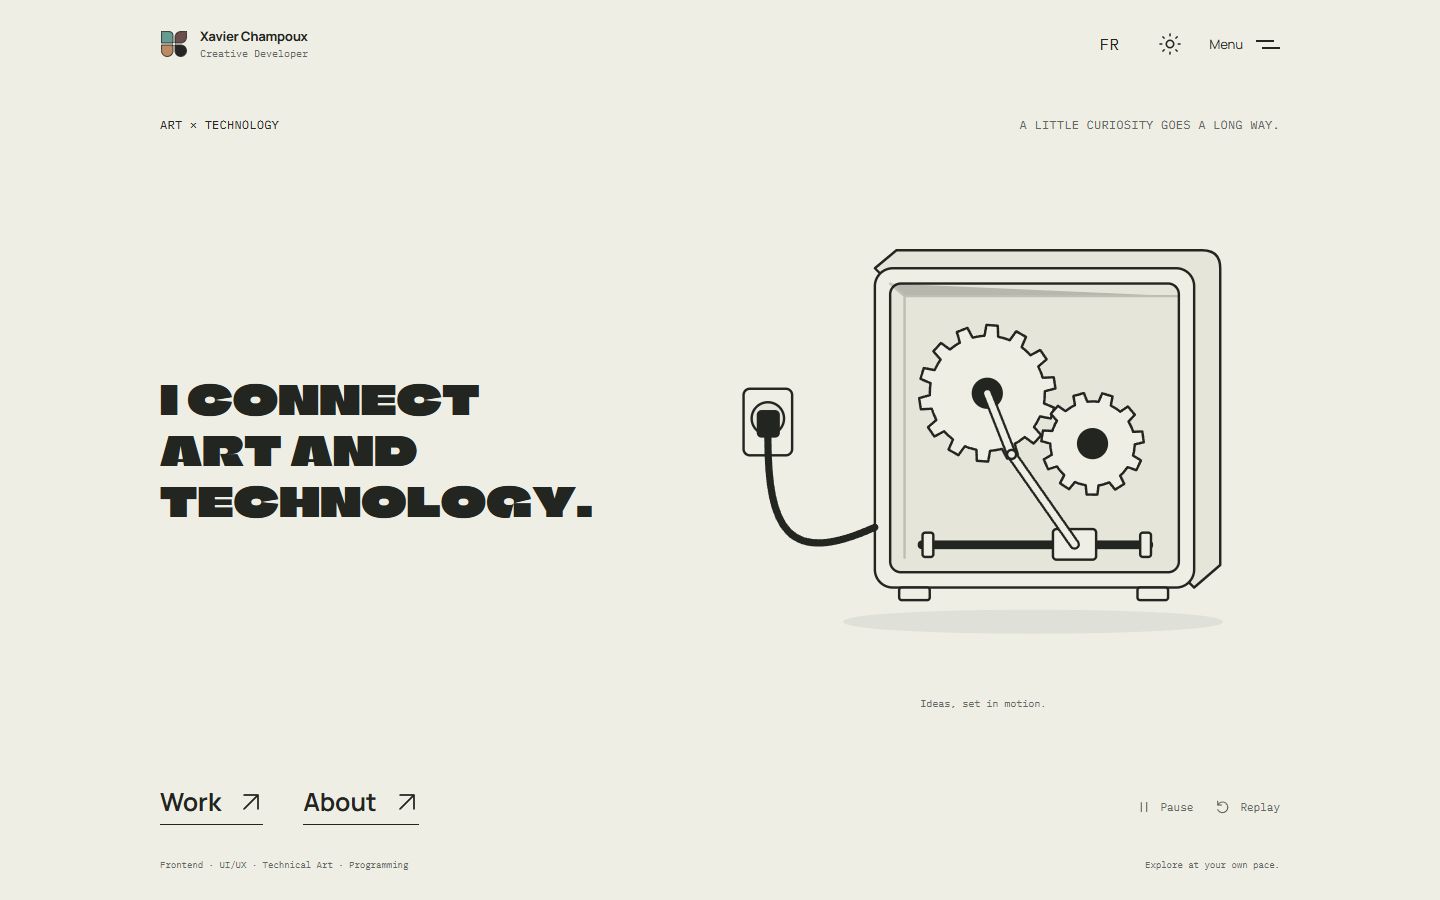 Xavier Champoux
Creative Developer
FR
Menu
ART × TECHNOLOGY
A LITTLE CURIOSITY GOES A LONG WAY.
I CONNECT
ART AND
TECHNOLOGY.
Ideas, set in motion.
Work
About
Pause
Replay
Frontend · UI/UX · Technical Art · Programming
Explore at your own pace.